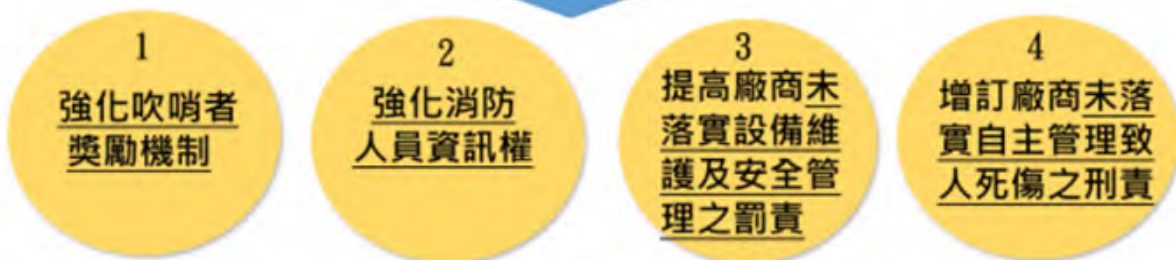 1
強化吹哨者
獎勵機制
2
強化消防
人員資訊權
3
提高廠商未
落實設備維
護及安全管
理之罰責
4
增訂廠商未落
實自主管理致
人死傷之刑責